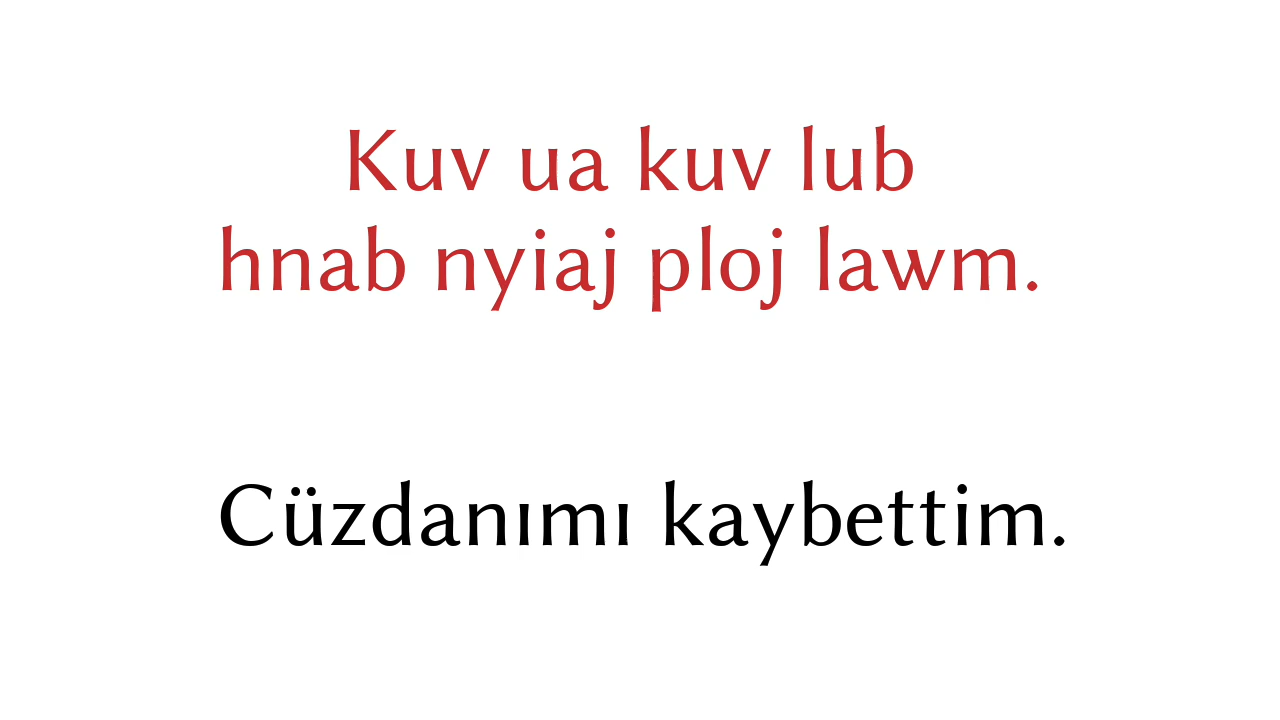 Kuv ua kuv lub
hnab nyiaj ploj lawm.
Cüzdanımı kaybettim.